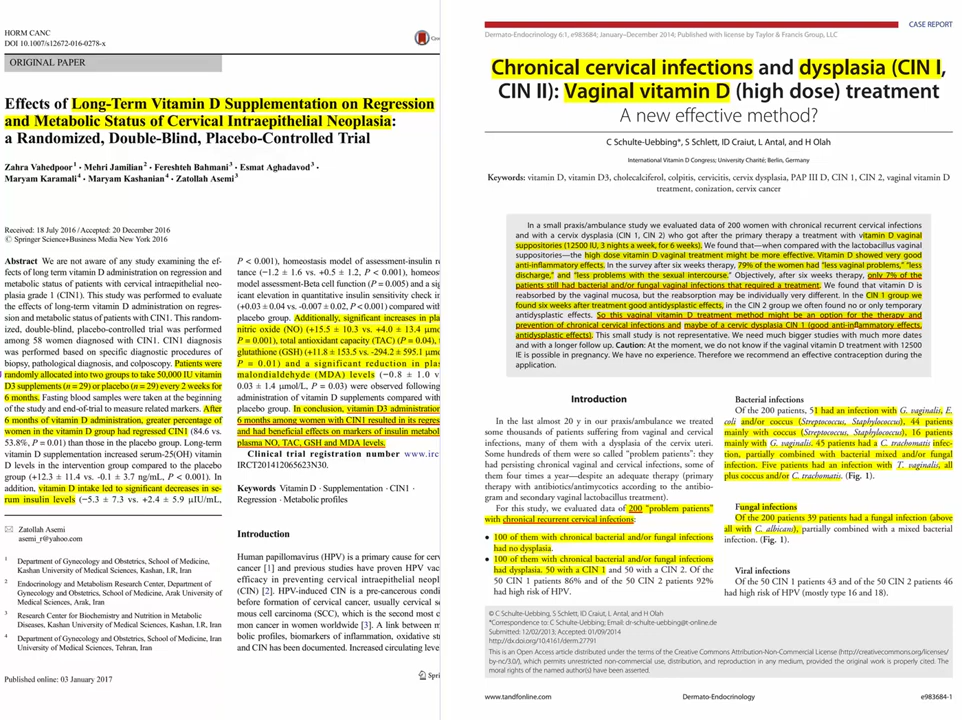 HORM CANC
DOI 10.1007/s12672-016-0278-x
ORIGINAL PAPER
Effects of Long-Term Vitamin D Supplementation on Regression
and Metabolic Status of Cervical Intraepithelial Neoplasia:
a Randomized, Double-Blind, Placebo-Controlled Trial
Zahra Vahedpoor 1 · Mehri Jamilian 2 · Fereshteh Bahmani 3 · Esmat Aghadavod 3 ·
Maryam Karamali 4 · Maryam Kashanian 4 · Zatollah Asemi 3
Received: 18 July 2016 / Accepted: 20 December 2016
© Springer Science+Business Media New York 2016
Abstract We are not aware of any study examining the ef-
fects of long term vitamin D administration on regression and
metabolic status of patients with cervical intraepithelial neo-
plasia grade 1 (CIN1). This study was performed to evaluate
the effects of long-term vitamin D administration on regres-
sion and metabolic status of patients with CIN1. This random-
ized, double-blind, placebo-controlled trial was performed
among 58 women diagnosed with CIN1. CIN1 diagnosis
was performed based on specific diagnostic procedures of
biopsy, pathological diagnosis, and colposcopy. Patients were
randomly allocated into two groups to take 50,000 IU vitamin
D3 supplements (n = 29) or placebo (n = 29) every 2 weeks for
6 months. Fasting blood samples were taken at the beginning
of the study and end-of-trial to measure related markers. After
6 months of vitamin D administration, greater percentage of
women in the vitamin D group had regressed CIN1 (84.6 vs.
53.8%, P = 0.01) than those in the placebo group. Long-term
vitamin D supplementation increased serum-25(OH) vitamin
D levels in the intervention group compared to the placebo
group (+12.3 ± 11.4 vs. -0.1 ± 3.7 ng/mL, P < 0.001). In
addition, vitamin D intake led to significant decreases in se-
rum insulin levels (−5.3 ± 7.3 vs. +2.4 ± 5.9 μIU/mL,
P < 0.001), homeostasis model of assessment-insulin re
tance (−1.2 ± 1.6 vs. +0.5 ± 1.2, P < 0.001), homeos
model assessment-Beta cell function (P = 0.005) and a sig
icant elevation in quantitative insulin sensitivity check in
(+0.03 ± 0.04 vs. -0.007 ± 0.02, P < 0.001) compared with
placebo group. Additionally, significant increases in pla
nitric oxide (NO) (+15.5 ± 10.3 vs. +4.0 ± 13.4 μmo
P = 0.001), total antioxidant capacity (TAC) (P = 0.04), t
glutathione (GSH) (+11.8 ± 153.5 vs. -294.2 ± 595.1 μm
P = 0.01) and a significant reduction in plas
malondialdehyde (MDA) levels (−0.8 ± 1.0 v
0.03 ± 1.4 μmol/L, P = 0.03) were observed following
administration of vitamin D supplements compared with
placebo group. In conclusion, vitamin D3 administration
6 months among women with CIN1 resulted in its regres
and had beneficial effects on markers of insulin metabol
plasma NO, TAC, GSH and MDA levels.
Clinical trial registration number www.irc
IRCT201412065623N30.
Keywords Vitamin D · Supplementation · CIN1 ·
Regression · Metabolic profiles
Introduction
Human papillomavirus (HPV) is a primary cause for cerv
cancer [1] and previous studies have proven HPV vac
efficacy in preventing cervical intraepithelial neopl
(CIN) [2]. HPV-induced CIN is a pre-cancerous condi
before formation of cervical cancer, usually cervical s
mous cell carcinoma (SCC), which is the second most c
mon cancer in women worldwide [3]. A link between m
bolic profiles, biomarkers of inflammation, oxidative str
and CIN has been documented. Increased circulating leve
Zatollah Asemi
asemi_r@yahoo.com
1 Department of Gynecology and Obstetrics, School of Medicine,
Kashan University of Medical Sciences, Kashan, I.R, Iran
2 Endocrinology and Metabolism Research Center, Department of
Gynecology and Obstetrics, School of Medicine, Arak University of
Medical Sciences, Arak, Iran
3 Research Center for Biochemistry and Nutrition in Metabolic
Diseases, Kashan University of Medical Sciences, Kashan, I.R, Iran
4 Department of Gynecology and Obstetrics, School of Medicine, Iran
University of Medical Sciences, Tehran, Iran
Published online: 03 January 2017
CASE REPORT
Dermato-Endocrinology 6:1, e983684; January–December 2014; Published with license by Taylor & Francis Group, LLC
Chronical cervical infections and dysplasia (CIN I,
CIN II): Vaginal vitamin D (high dose) treatment
A new effective method?
C Schulte-Uebbing*, S Schlett, ID Craiut, L Antal, and H Olah
International Vitamin D Congress; University Charité; Berlin, Germany
Keywords: vitamin D, vitamin D3, cholecalciferol, colpitis, cervicitis, cervix dysplasia, PAP III D, CIN 1, CIN 2, vaginal vitamin D
treatment, conization, cervix cancer
In a small praxis/ambulance study we evaluated data of 200 women with chronical recurrent cervical infections
and with a cervix dysplasia (CIN 1, CIN 2) who got after the primary therapy a treatment with vitamin D vaginal
suppositories (12500 IU, 3 nights a week, for 6 weeks). We found that—when compared with the lactobacillus vaginal
suppositories—the high dose vitamin D vaginal treatment might be more effective. Vitamin D showed very good
anti-inflammatory effects. In the survey after six weeks therapy, 79% of the women had "less vaginal problems," "less
discharge," and "less problems with sexual intercourse." Objectively, after six weeks therapy, only 7% of the
patients still had bacterial and/or fungal vaginal infections that required a treatment. We found that vitamin D is
reabsorbed by the vaginal mucosa, but the reabsorption may be individually very different. In the CIN 1 group we
found six weeks after treatment good antidysplastic effects, in the CIN 2 group we often found no or only temporary
antidysplastic effects. So this vaginal vitamin D treatment method might be an option for the therapy and
prevention of chronical cervical infections and maybe of a cervic dysplasia CIN 1 (good anti-inflammatory effects,
antidysplastic effects). This small study is not representative. We need much bigger studies with much more date
and with a longer follow up. Caution: At the moment, we do not know if the vaginal vitamin D treatment with 12500
IE is possible in pregnancy. We have no experience. Therefore we recommend an effective contraception during the
application.
Introduction
In the last almost 20 y in our praxis/ambulance we treated
some thousands of patients suffering from vaginal and cervical
infections, many of them with a dysplasia of the cervix uteri.
Some hundreds of them were so called "problem patients": they
had persisting chronical vaginal and cervical infections, some of
them four times a year—despite an adequate therapy (primary
therapy with antibiotics/antimycotics according to the antibio-
gram and secondary vaginal lactobacillus treatment).
For this study, we evaluated data of 200 "problem patients"
with chronical recurrent cervical infections:
● 100 of them with chronical bacterial and/or fungal infections
had no dysplasia.
● 100 of them with chronical bacterial and/or fungal infections
had dysplasia. 50 with a CIN 1 and 50 with a CIN 2. Of the
50 CIN 1 patients 86% and of the 50 CIN 2 patients 92%
had high risk of HPV.
Bacterial infections
Of the 200 patients, 51 had an infection with G. vaginalis, E.
coli and/or coccus (Streptococcus, Staphylococcus), 44 patients
mainly with coccus (Streptococcus, Staphylococcus), 16 patients
mainly with G. vaginalis. 45 patients had a C. trachomatis infec-
tion, partially combined with bacterial mixed and/or fungal
infection. Five patients had an infection with T. vaginalis, all
plus coccus and/or C. trachomatis. (Fig. 1).
Fungal infections
Of the 200 patients 39 patients had a fungal infection (above
all with C. albicans), partially combined with a mixed bacterial
infection. (Fig. 1).
Viral infections
Of the 50 CIN 1 patients 43 and of the 50 CIN 2 patients 46
had high risk of HPV (mostly type 16 and 18).
© C Schulte-Uebbing, S Schlett, ID Craiut, L Antal, and H Olah
*Correspondence to: C Schulte-Uebbing; Email: dr-schulte-uebbing@t-online.de
Submitted: 12/02/2013; Accepted: 01/09/2014
http://dx.doi.org/10.4161/derm.27791
This is an Open Access article distributed under the terms of the Creative Commons Attribution-Non-Commercial License (http://creativecommons.org/licenses/
by-nc/3.0/), which permits unrestricted non-commercial use, distribution, and reproduction in any medium, provided the original work is properly cited. The
moral rights of the named author(s) have been asserted.
www.tandfonline.com
Dermato-Endocrinology
e983684-1